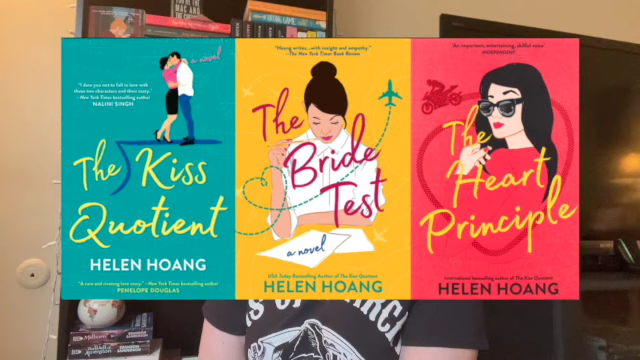 a novel
"I dare you not to fall in love with
these two characters and their story."
—New York Times bestselling author
NALINI SINGH
The Kiss
Quotient
HELEN HOANG
"A rare and riveting love story." —New York Times bestselling author
PENELOPE DOUGLAS
"Hoang writes...with insight and empathy."
—The New York Times Book Review
The
Bride
Test
a novel
USA Today Bestselling Author of The Kiss Quotient
HELEN HOANG
'An important, entertaining, skilful voice'
INDEPENDENT
The
Heart
Principle
International bestselling author of The Kiss Quotient
HELEN HOANG